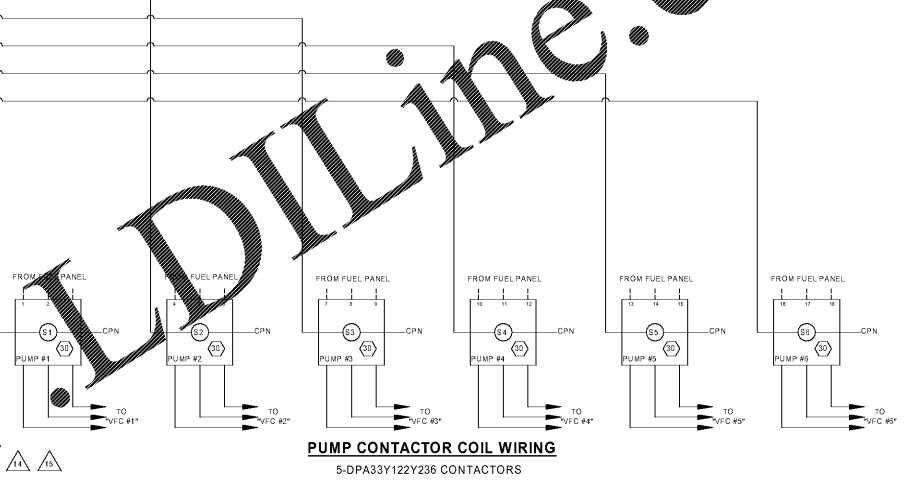 .LDILine.
FROM FUEL PANEL FROM FUEL PANEL FROM FUEL PANEL FROM FUEL PANEL FROM FUEL PANEL FROM FUEL PANEL
1 2 4 7 8 9 10 11 12 13 14 15 16 17 18
S1 CPN S2 CPN S3 CPN S4 CPN S5 CPN S6 CPN
30 30 30 30 30 30
PUMP #1 PUMP #2 PUMP #3 PUMP #4 PUMP #5 PUMP #6
TO TO TO TO TO TO
"VFC #1" "VFC #2" "VFC #3" "VFC #4" "VFC #5" "VFC #6"
PUMP CONTACTOR COIL WIRING
14 15
5-DPA33Y122Y236 CONTACTORS